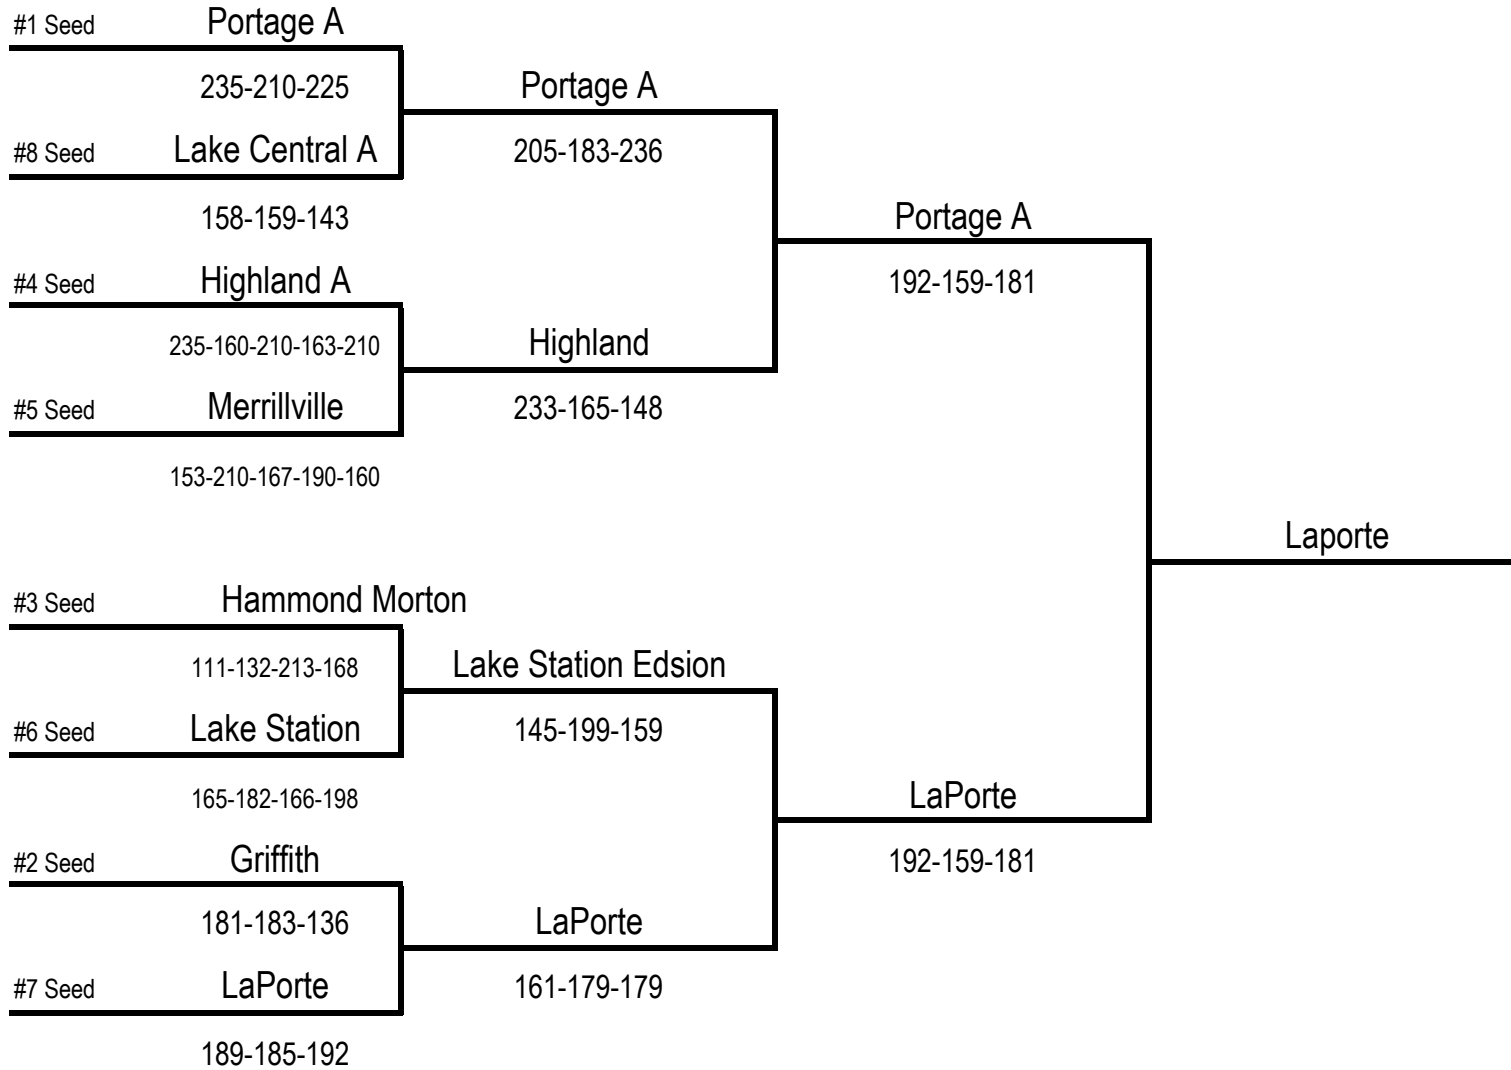 #1 Seed Portage A
235-210-225
#8 Seed Lake Central A
158-159-143
#4 Seed Highland A
235-160-210-163-210
#5 Seed Merrillville
153-210-167-190-160
#3 Seed Hammond Morton
111-132-213-168
#6 Seed Lake Station
165-182-166-198
#2 Seed Griffith
181-183-136
#7 Seed LaPorte
189-185-192
Portage A
205-183-236
Highland
233-165-148
Lake Station Edsion
145-199-159
LaPorte
161-179-179
Portage A
192-159-181
LaPorte
192-159-181
Laporte